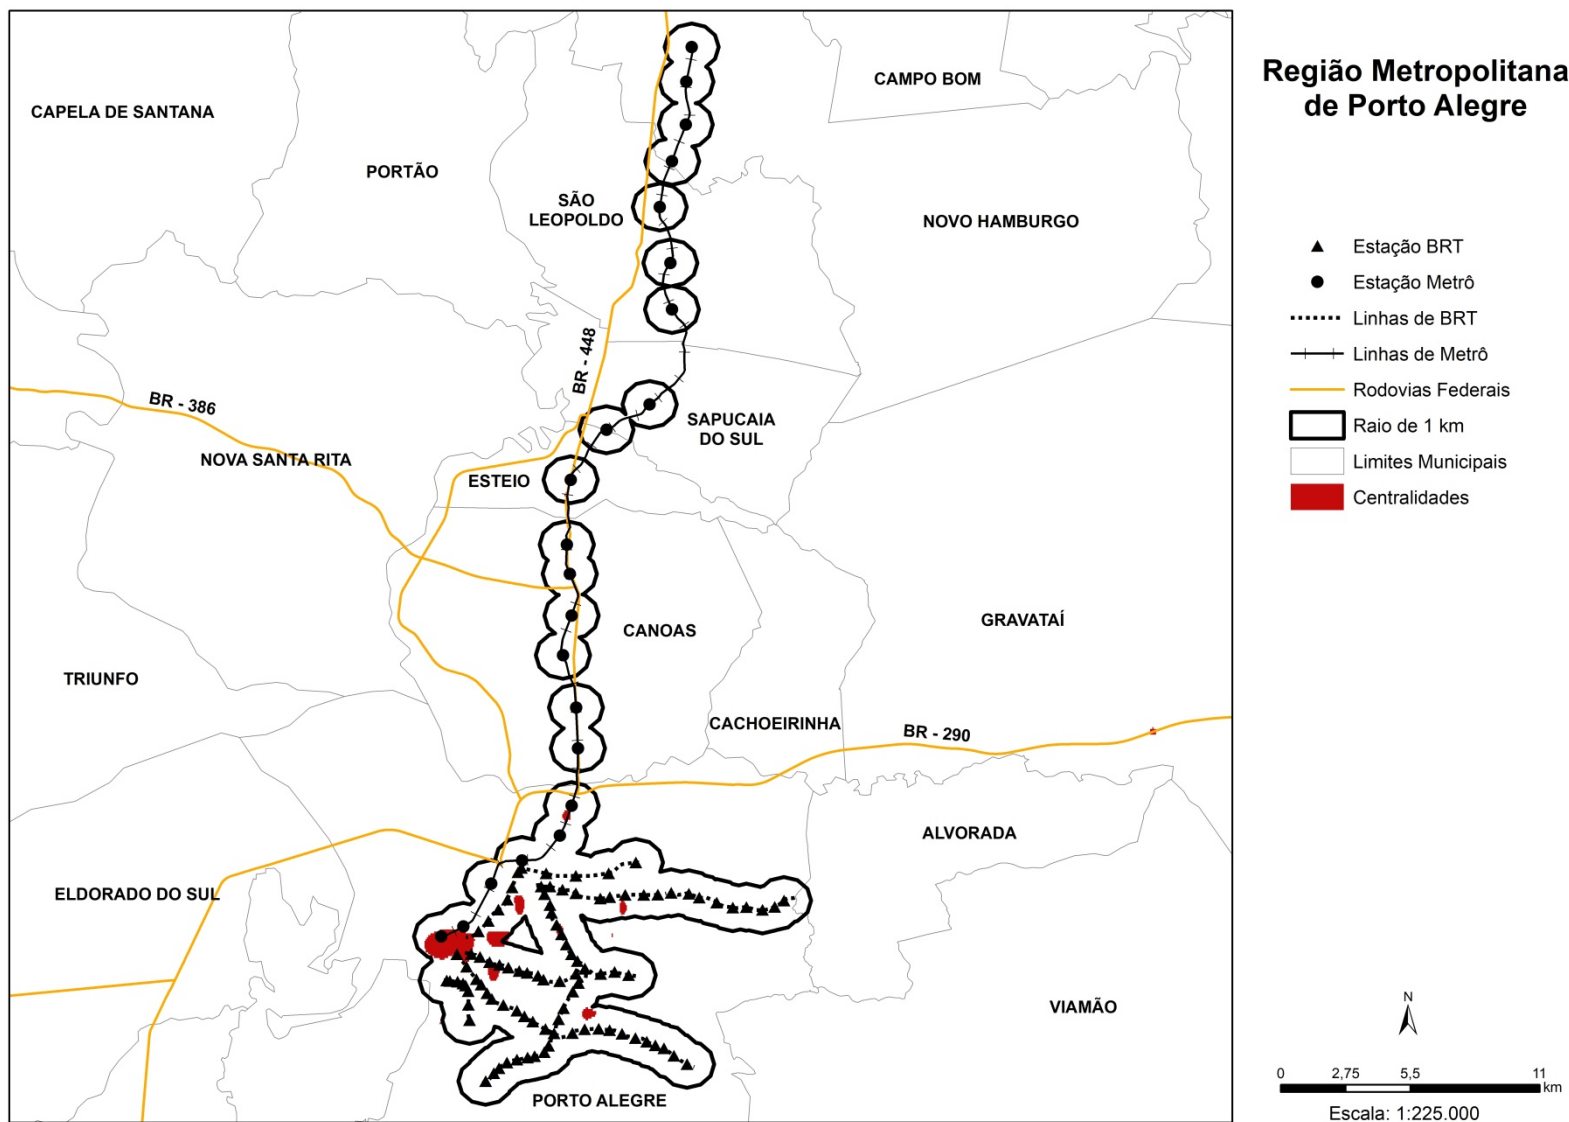 Região Metropolitana
de Porto Alegre
CAMPO BOM
CAPELA DE SANTANA
PORTÃO
SÃO
LEOPOLDO
NOVO HAMBURGO
Estação BRT
Estação Metrô
Linhas de BRT
Linhas de Metrô
Rodovias Federais
Raio de 1 km
Limites Municipais
Centralidades
BR - 448
BR - 386
SAPUCAIA
DO SUL
NOVA SANTA RITA
ESTEIO
GRAVATAÍ
CANOAS
TRIUNFO
CACHOEIRINHA
BR - 290
ALVORADA
ELDORADO DO SUL
VIAMÃO
PORTO ALEGRE
N
0 2,75 5,5 11
km
Escala: 1:225.000